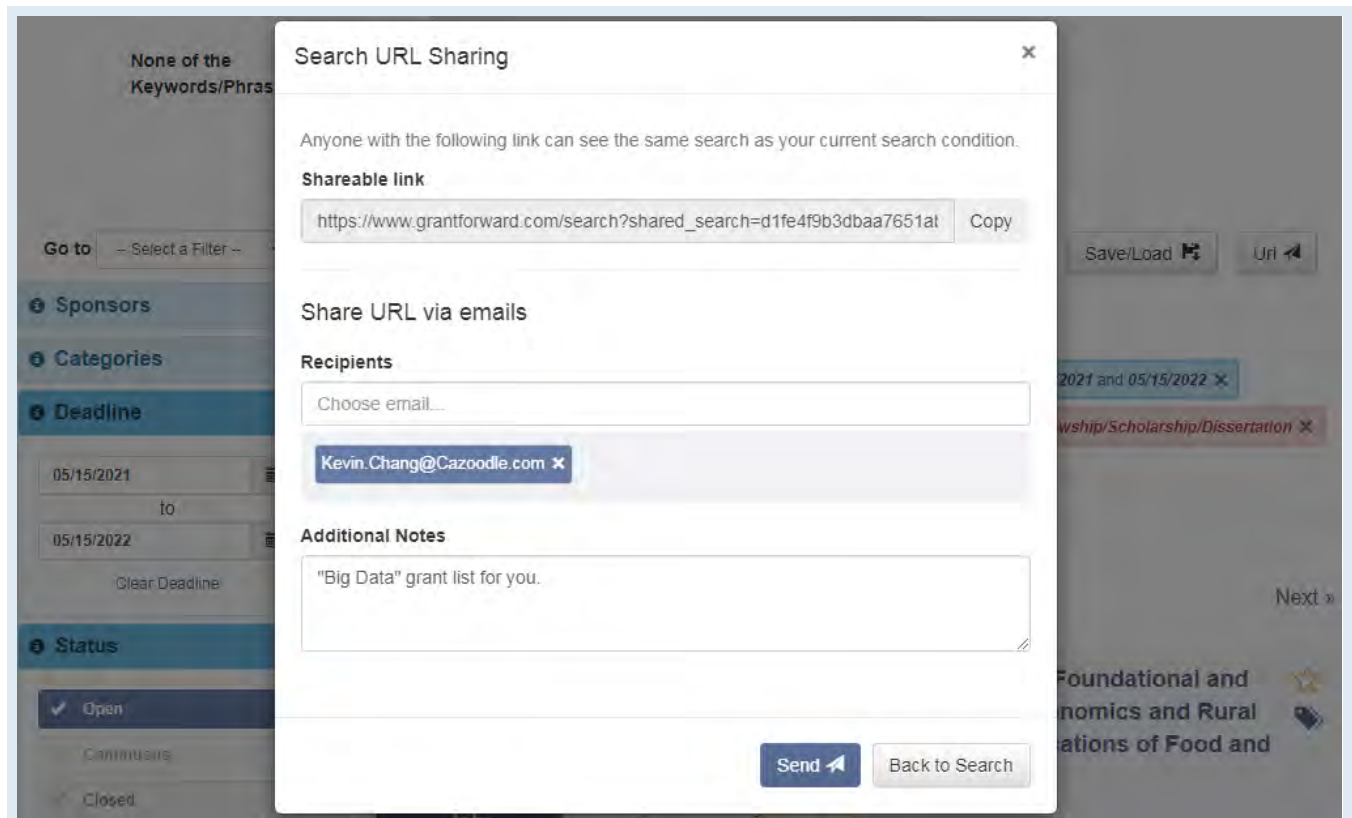 None of the
Keywords/Phras
Search URL Sharing
×
Anyone with the following link can see the same search as your current search condition.
Shareable link
https://www.grantforward.com/search?shared_search=d1fe4f9b3dbaa7651at
Copy
Go to
-- Select a Filter --
Save/Load
Url
Sponsors
Categories
Deadline
05/15/2021
to
05/15/2022
Clear Deadline
Status
Open
Continuous
Closed
Share URL via emails
Recipients
Choose email...
Kevin.Chang@Cazoodle.com ×
Additional Notes
"Big Data" grant list for you.
Send
Back to Search
2021 and 05/15/2022 ×
wship/Scholarship/Dissertation ×
Next »
Foundational and
nomics and Rural
ations of Food and